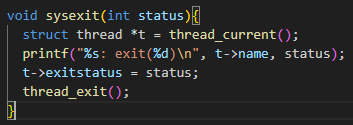 void sysexit(int status){
  struct thread *t = thread_current();
  printf("%s: exit(%d)\n", t->name, status);
  t->exitstatus = status;
  thread_exit();
}